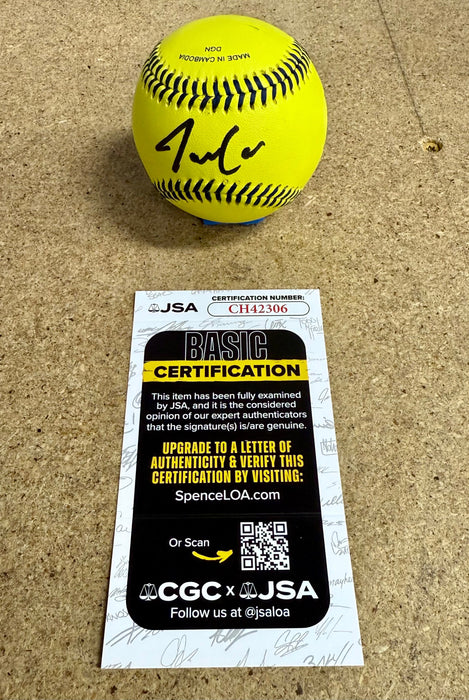 MADE IN CAMBODIA
DGN
JSA
CERTIFICATION NUMBER:
CH42306
BASIC
CERTIFICATION
This item has been fully examined
by JSA, and it is the considered
opinion of our expert authenticators
that the signature(s) is/are genuine.
UPGRADE TO A LETTER OF
AUTHENTICITY & VERIFY THIS
CERTIFICATION BY VISITING:
SpenceLOA.com
Or Scan
CGC x JSA
Follow us at @jsaloa